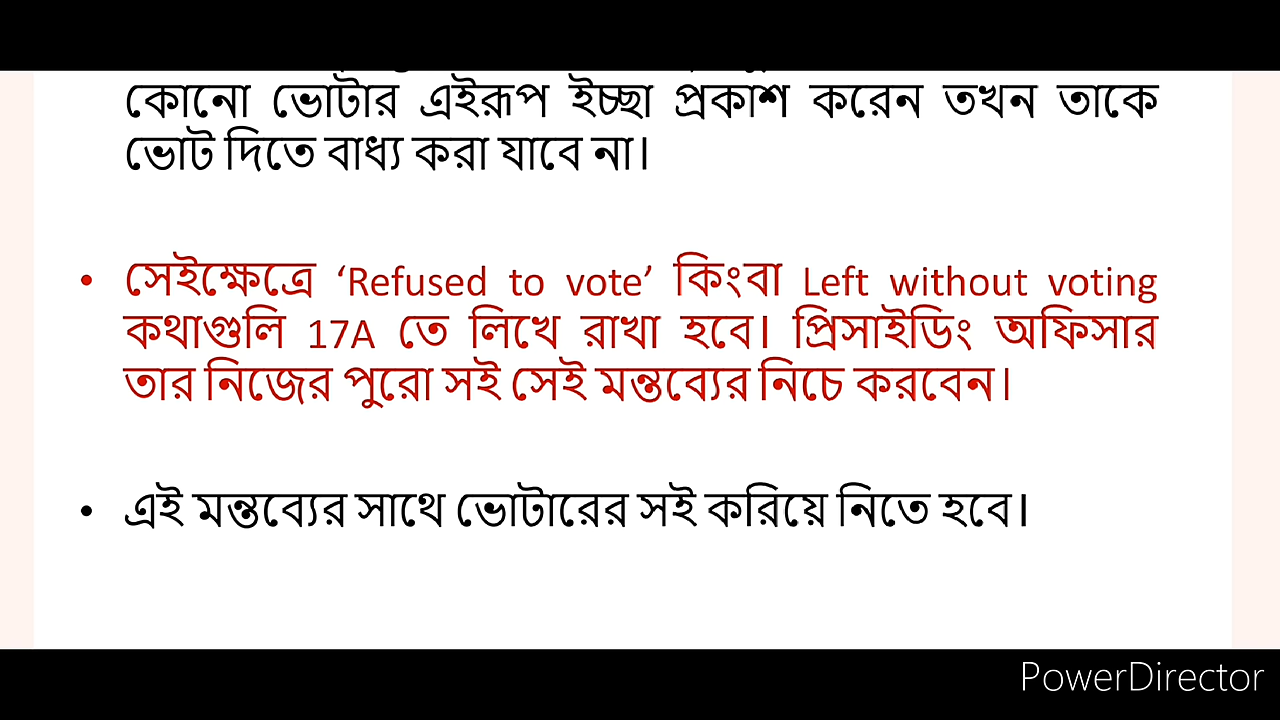 কোনো ভোটার এইরূপ ইচ্ছা প্রকাশ করেন তখন তাকে
ভোট দিতে বাধ্য করা যাবে না।
• সেইক্ষেত্রে ‘Refused to vote’ কিংবা Left without voting
কথাগুলি 17A তে লিখে রাখা হবে। প্রিসাইডিং অফিসার
তার নিজের পুরো সই সেই মন্তব্যের নিচে করবেন।
• এই মন্তব্যের সাথে ভোটারের সই করিয়ে নিতে হবে।
PowerDirector